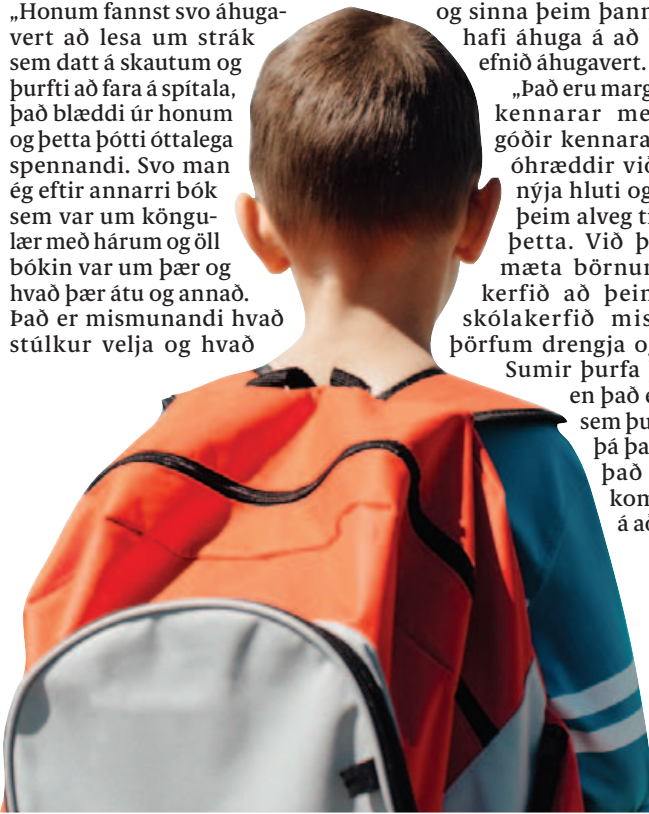 „Honum fannst svo áhuga-
vert að lesa um strák
sem datt á skautum og
þurfti að fara á spítala,
það blæddi úr honum
og þetta þótti óttalega
spennandi. Svo man
ég eftir annarri bók
sem var um köngu-
lær með hárum og öll
bókin var um þær og
hvað þær átu og annað.
Það er mismunandi hvað
stúlkur velja og hvað
og sinna þeim þann
hafi áhuga á að
efnið áhugavert.
„Það eru marg
kennarar me
góðir kennara
óhræddir við
nýja hluti og
þeim alveg t
þetta. Við þ
mæta börnu
kerfið að þein
skólakerfið mis
þörfum drengja o
Sumir þurfa
en það e
sem þu
þá þa
það
kom
á að